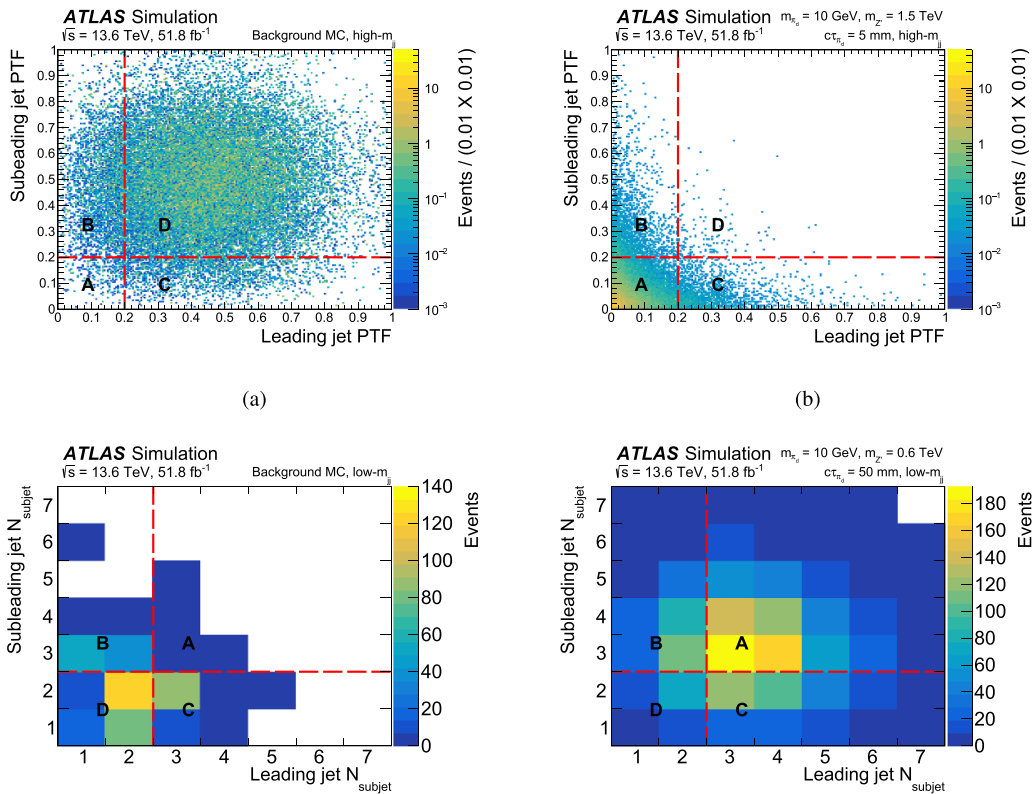 ATLAS Simulation
√s = 13.6 TeV, 51.8 fb⁻¹ Background MC, high-m_jj
Subeading jet PTF
1
0.9
0.8
0.7
0.6
0.5
0.4
0.3
0.2
0.1
0
B D
A C
0 0.1 0.2 0.3 0.4 0.5 0.6 0.7 0.8 0.9 1
Leading jet PTF
10
1
10⁻¹
10⁻²
10⁻³
Events / (0.01 X 0.01)
(a)
ATLAS Simulation m_π_d = 10 GeV, m_Z' = 1.5 TeV
√s = 13.6 TeV, 51.8 fb⁻¹ cτ_π_d = 5 mm, high-m_jj
Subleading jet PTF
1
0.9
0.8
0.7
0.6
0.5
0.4
0.3
0.2
0.1
0
B D
A C
0 0.1 0.2 0.3 0.4 0.5 0.6 0.7 0.8 0.9 1
Leading jet PTF
10
1
10⁻¹
10⁻²
10⁻³
Events / (0.01 X 0.01)
(b)
ATLAS Simulation
√s = 13.6 TeV, 51.8 fb⁻¹ Background MC, low-m_jj
Subleading jet N_subjet
7
6
5
4
3
2
1
B A
D C
1 2 3 4 5 6 7
Leading jet N_subjet
140
120
100
80
60
40
20
0
Events
ATLAS Simulation m_π_d = 10 GeV, m_Z' = 0.6 TeV
√s = 13.6 TeV, 51.8 fb⁻¹ cτ_π_d = 50 mm, low-m_jj
Subleading jet N_subjet
7
6
5
4
3
2
1
B A
D C
1 2 3 4 5 6 7
Leading jet N_subjet
180
160
140
120
100
80
60
40
20
0
Events